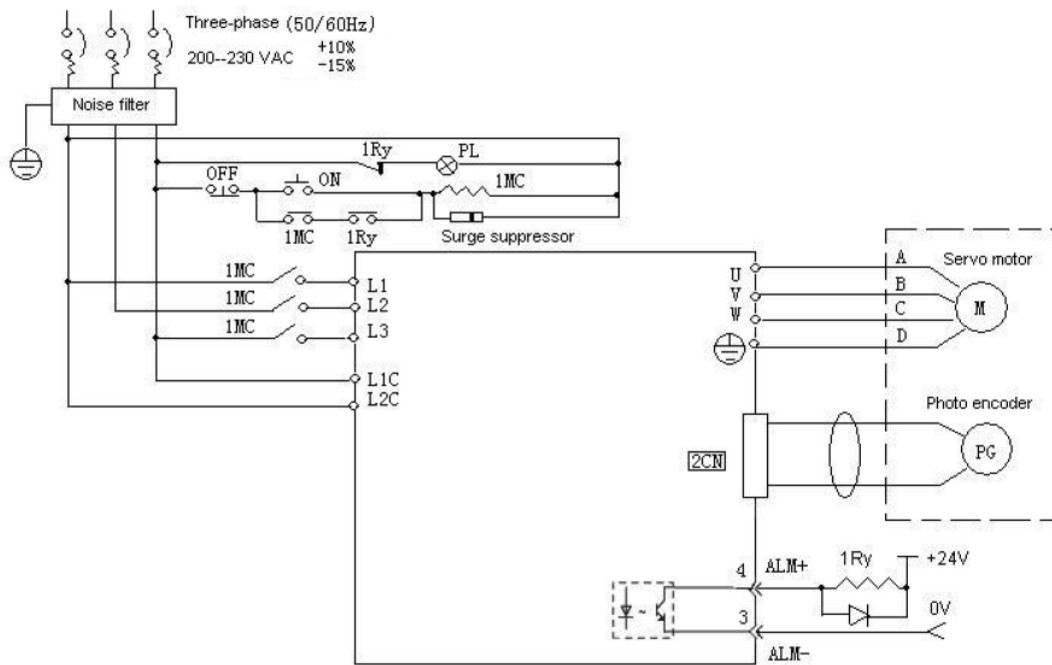 Three-phase (50/60Hz)
200--230 VAC +10%
-15%
Noise filter
1Ry
PL
OFF
ON
1MC
1MC
1Ry
Surge suppressor
1MC
L1
1MC
L2
1MC
L3
L1C
L2C
U
V
W
A
B
C
D
Servo motor
M
Photo encoder
PG
2CN
4
ALM+
1Ry
+24V
3
0V
ALM-